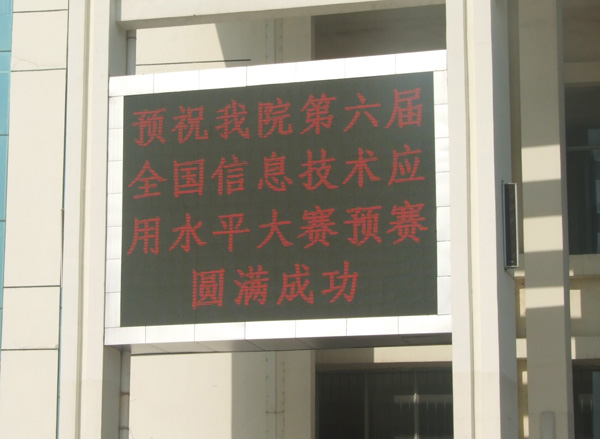 预祝我院第六届
全国信息技术应
用水平大赛预赛
圆满成功